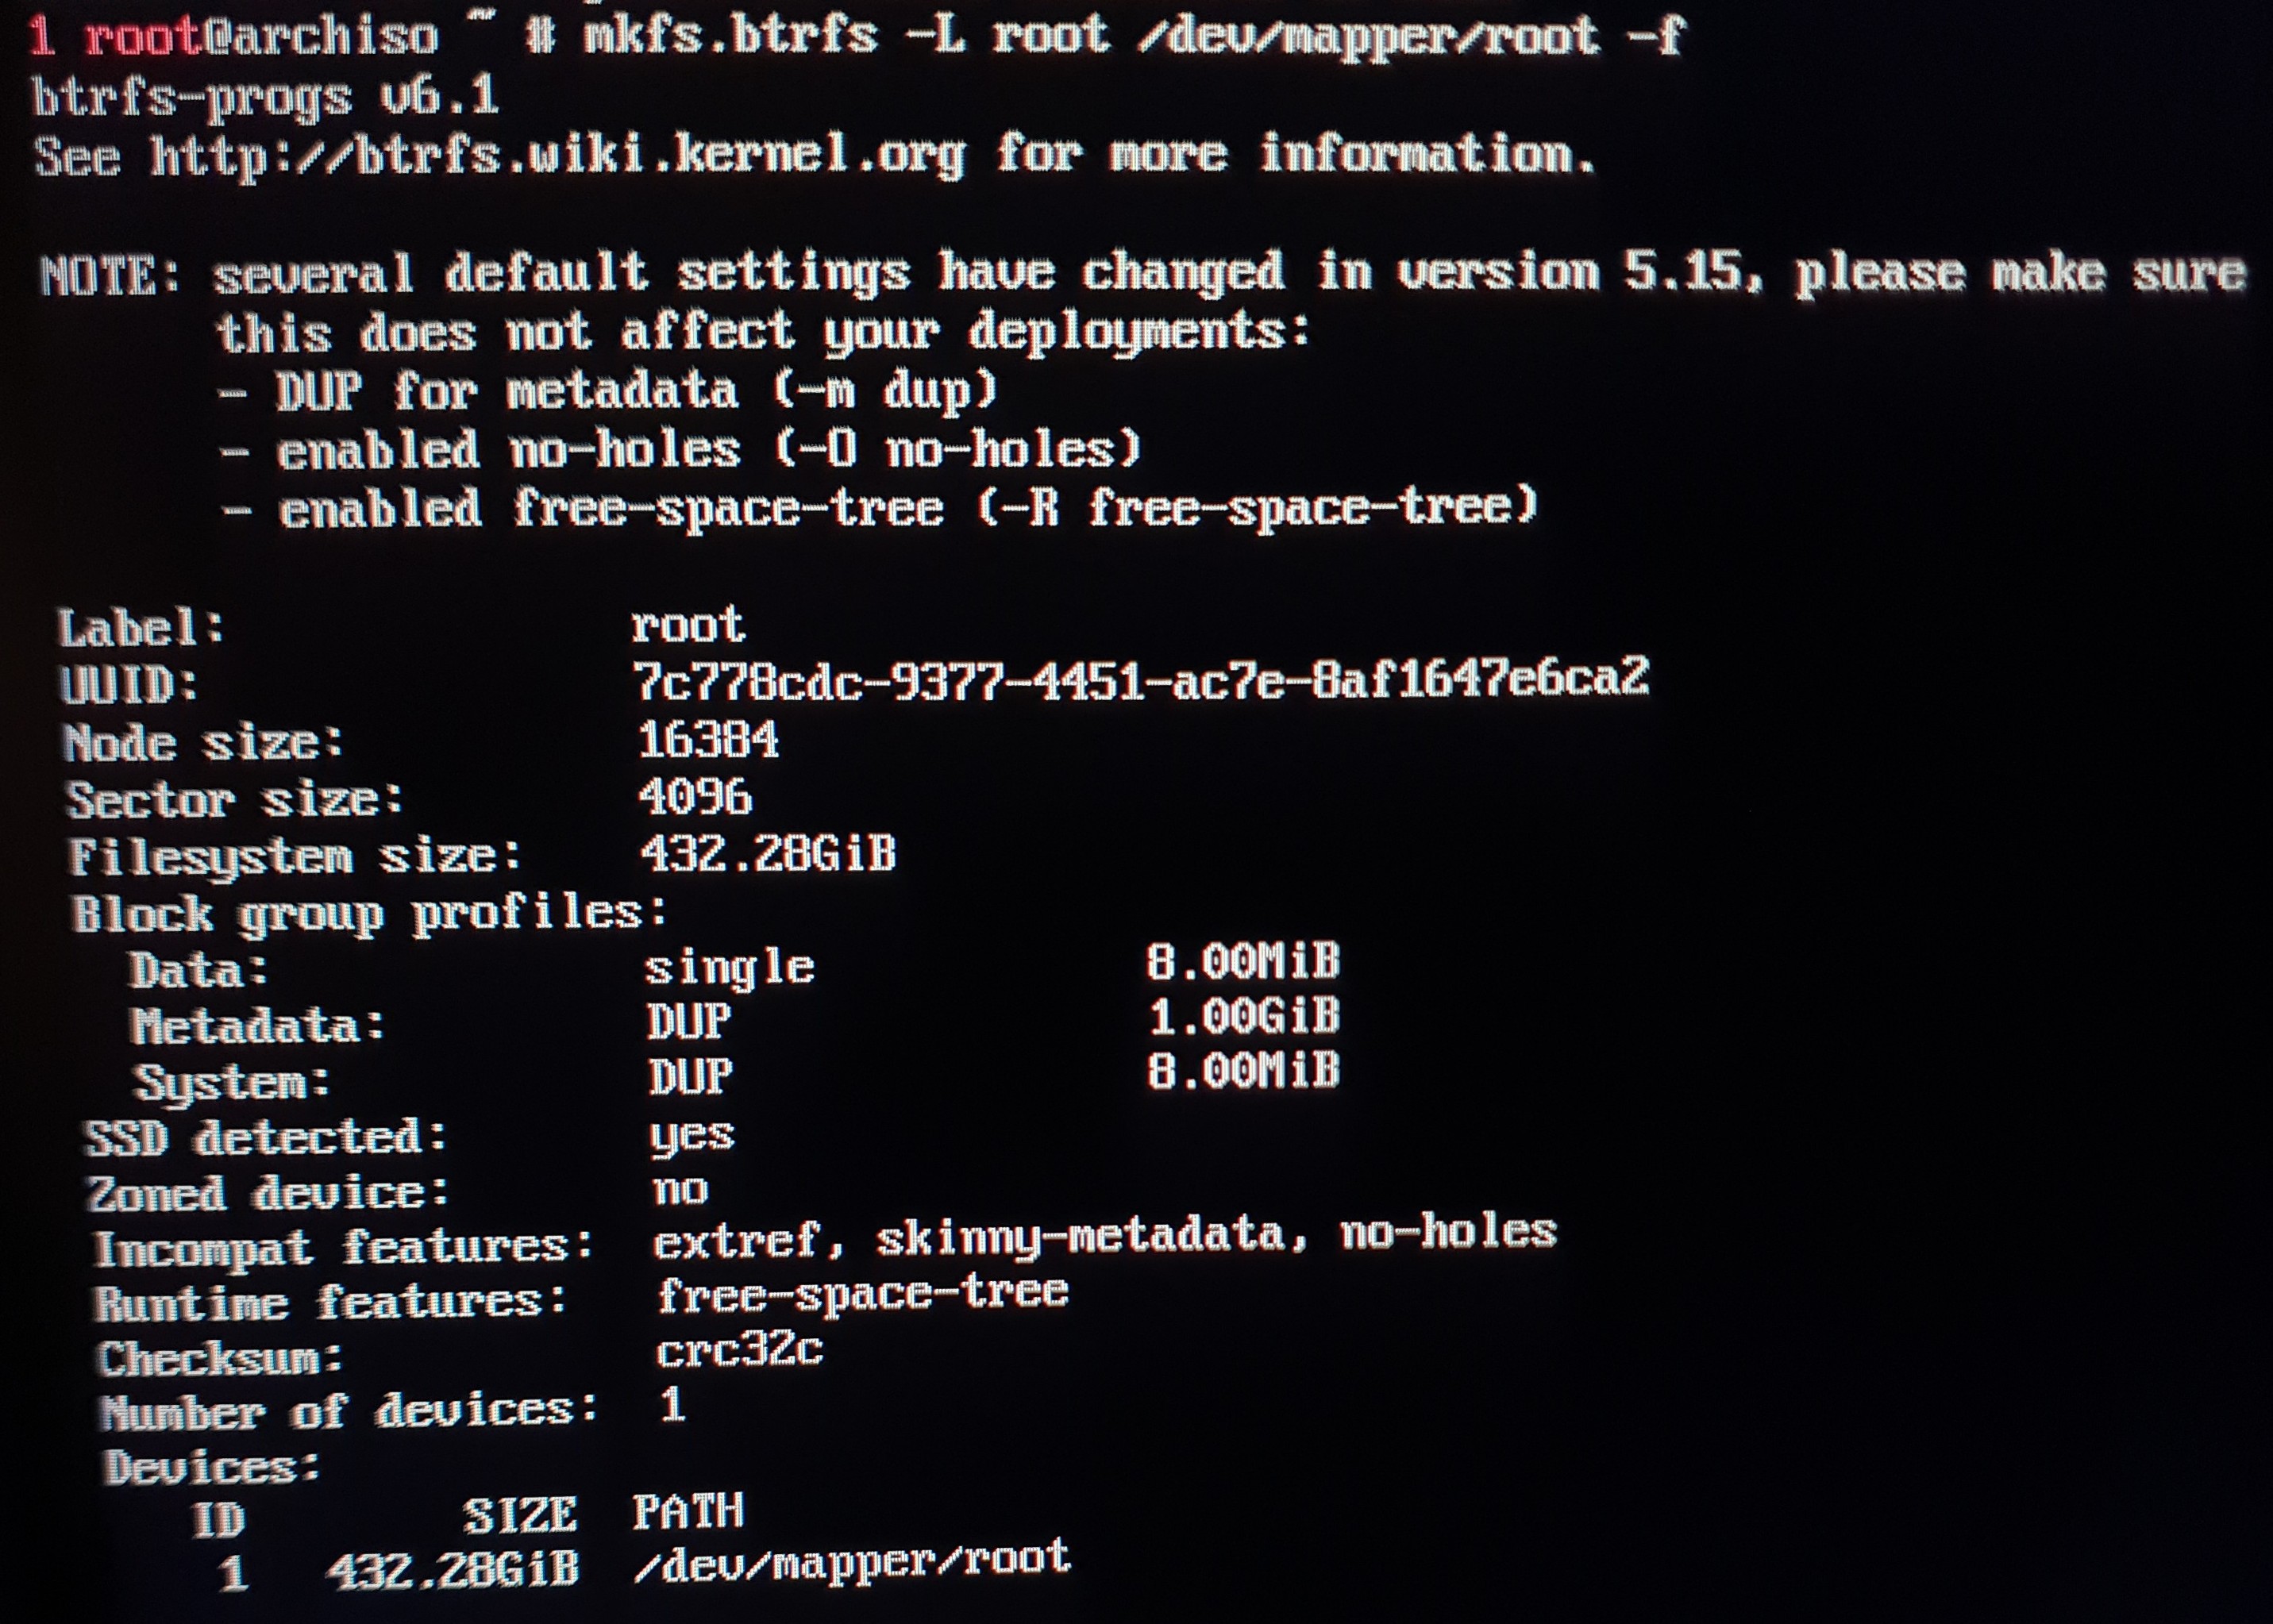 1 root@archiso ~ # mkfs.btrfs -L root /dev/mapper/root -f
btrfs-progs v6.1
See http://btrfs.wiki.kernel.org for more information.

NOTE: several default settings have changed in version 5.15, please make sure
      this does not affect your deployments:
      - DUP for metadata (-m dup)
      - enabled no-holes (-O no-holes)
      - enabled free-space-tree (-R free-space-tree)

Label:              root
UUID:               7c778cdc-9377-4451-ac7e-8af1647e6ca2
Node size:          16384
Sector size:        4096
Filesystem size:    432.28GiB
Block group profiles:
  Data:             single            8.00MiB
  Metadata:         DUP               1.00GiB
  System:           DUP               8.00MiB
SSD detected:       yes
Zoned device:       no
Incompat features:  extref, skinny-metadata, no-holes
Runtime features:   free-space-tree
Checksum:           crc32c
Number of devices:  1
Devices:
   ID        SIZE  PATH
    1   432.28GiB  /dev/mapper/root